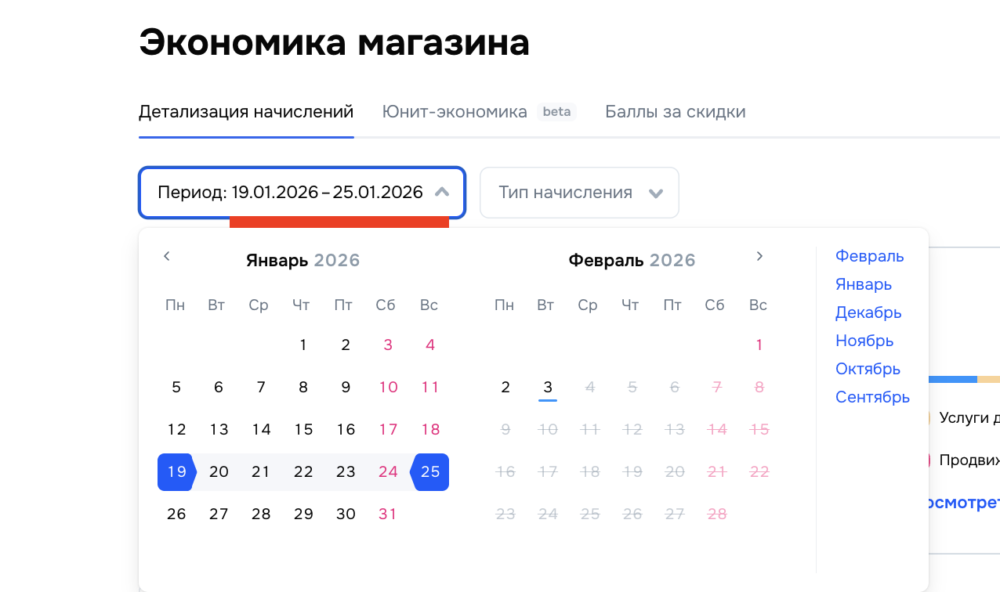 Экономика магазина
Детализация начислений Юнит-экономика beta Баллы за скидки
Период: 19.01.2026 – 25.01.2026 Тип начисления
Январь 2026 Февраль 2026
Пн Вт Ср Чт Пт Сб Вс Пн Вт Ср Чт Пт Сб Вс
1 2 3 4 1
5 6 7 8 9 10 11 2 3 4 5 6 7 8
12 13 14 15 16 17 18 9 10 11 12 13 14 15
19 20 21 22 23 24 25 16 17 18 19 20 21 22
26 27 28 29 30 31 23 24 25 26 27 28
Февраль
Январь
Декабрь
Ноябрь
Октябрь
Сентябрь
Услуги